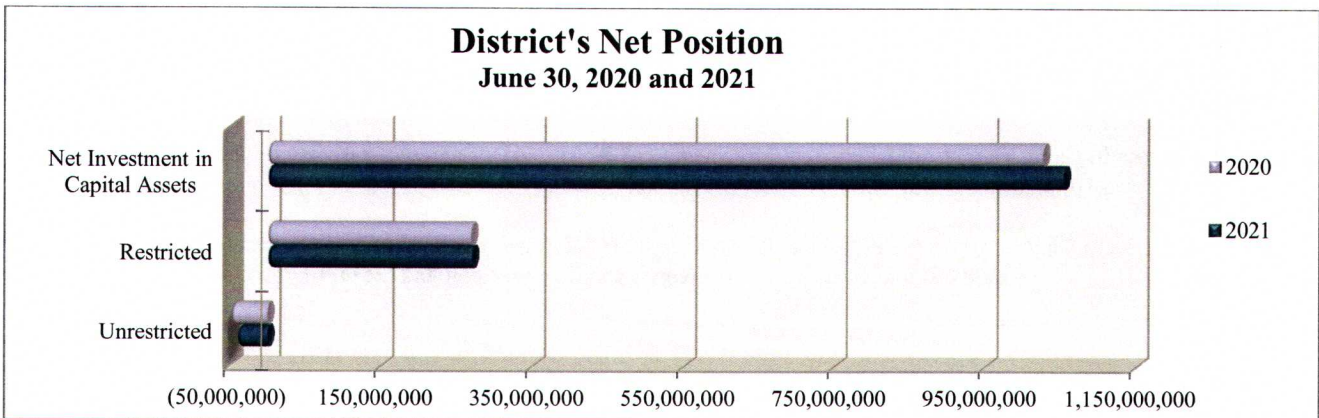 District's Net Position
June 30, 2020 and 2021
Net Investment in
Capital Assets
Restricted
Unrestricted
(50,000,000) 150,000,000 350,000,000 550,000,000 750,000,000 950,000,000 1,150,000,000
2020
2021